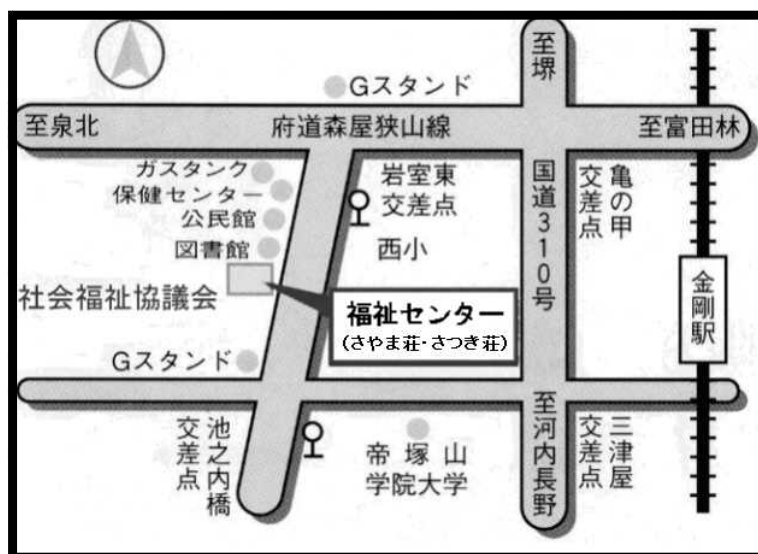 至堺
Gスタンド
至泉北
府道森屋狭山線
至富田林
ガスタンク
保健センター
公民館
図書館
岩室東
交差点
西小
国道310号
亀の甲
交差点
社会福祉協議会
福祉センター
(さやま荘・さつき荘)
金剛駅
Gスタンド
池之内橋
交差点
帝塚山
学院大学
至河内長野
三津屋
交差点